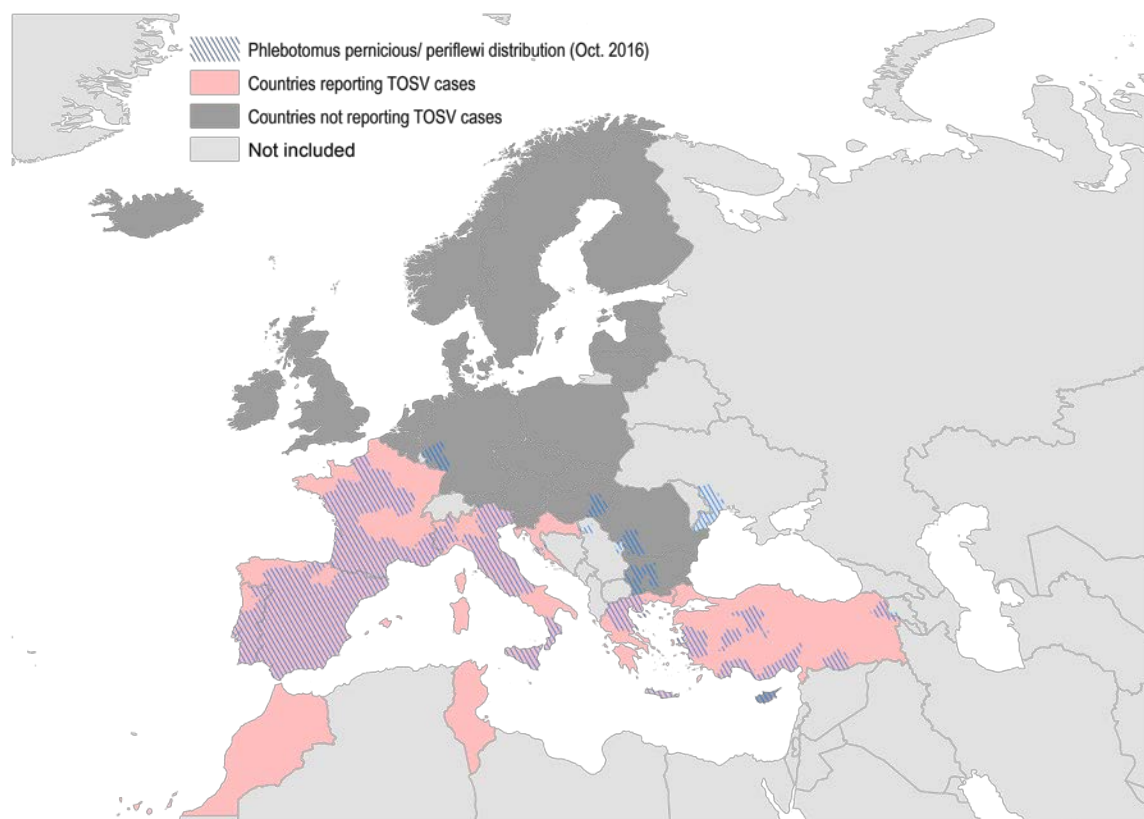 Phlebotomus pernicious/ periflewi distribution (Oct. 2016)
Countries reporting TOSV cases
Countries not reporting TOSV cases
Not included